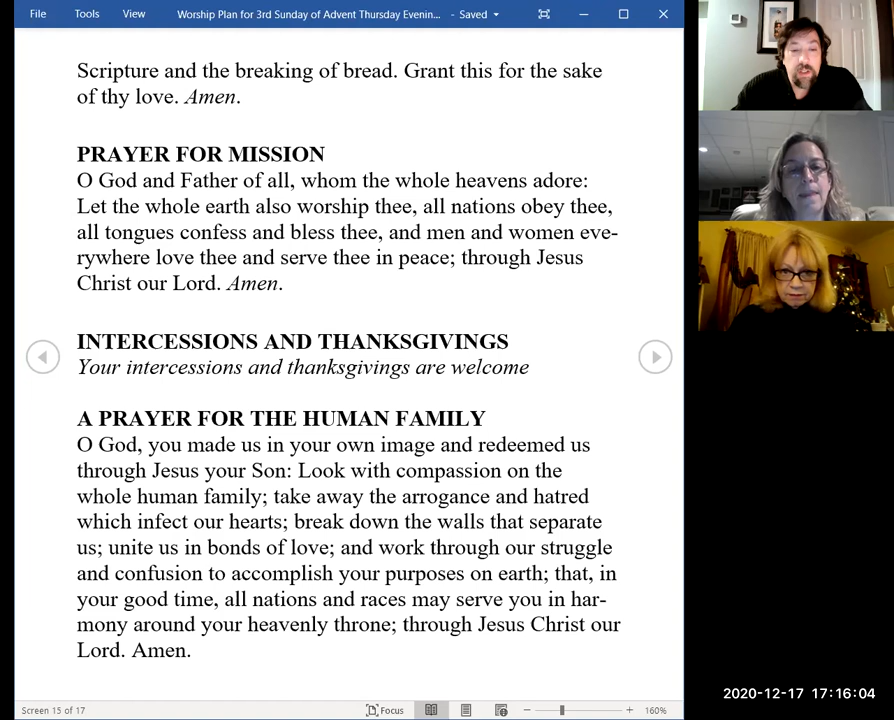 File Tools View Worship Plan for 3rd Sunday of Advent Thursday Evenin... - Saved
Scripture and the breaking of bread. Grant this for the sake
of thy love. Amen.
PRAYER FOR MISSION
O God and Father of all, whom the whole heavens adore:
Let the whole earth also worship thee, all nations obey thee,
all tongues confess and bless thee, and men and women eve-
rywhere love thee and serve thee in peace; through Jesus
Christ our Lord. Amen.
INTERCESSIONS AND THANKSGIVINGS
Your intercessions and thanksgivings are welcome
A PRAYER FOR THE HUMAN FAMILY
O God, you made us in your own image and redeemed us
through Jesus your Son: Look with compassion on the
whole human family; take away the arrogance and hatred
which infect our hearts; break down the walls that separate
us; unite us in bonds of love; and work through our struggle
and confusion to accomplish your purposes on earth; that, in
your good time, all nations and races may serve you in har-
mony around your heavenly throne; through Jesus Christ our
Lord. Amen.
Screen 15 of 17 Focus 160%
2020-12-17 17:16:04